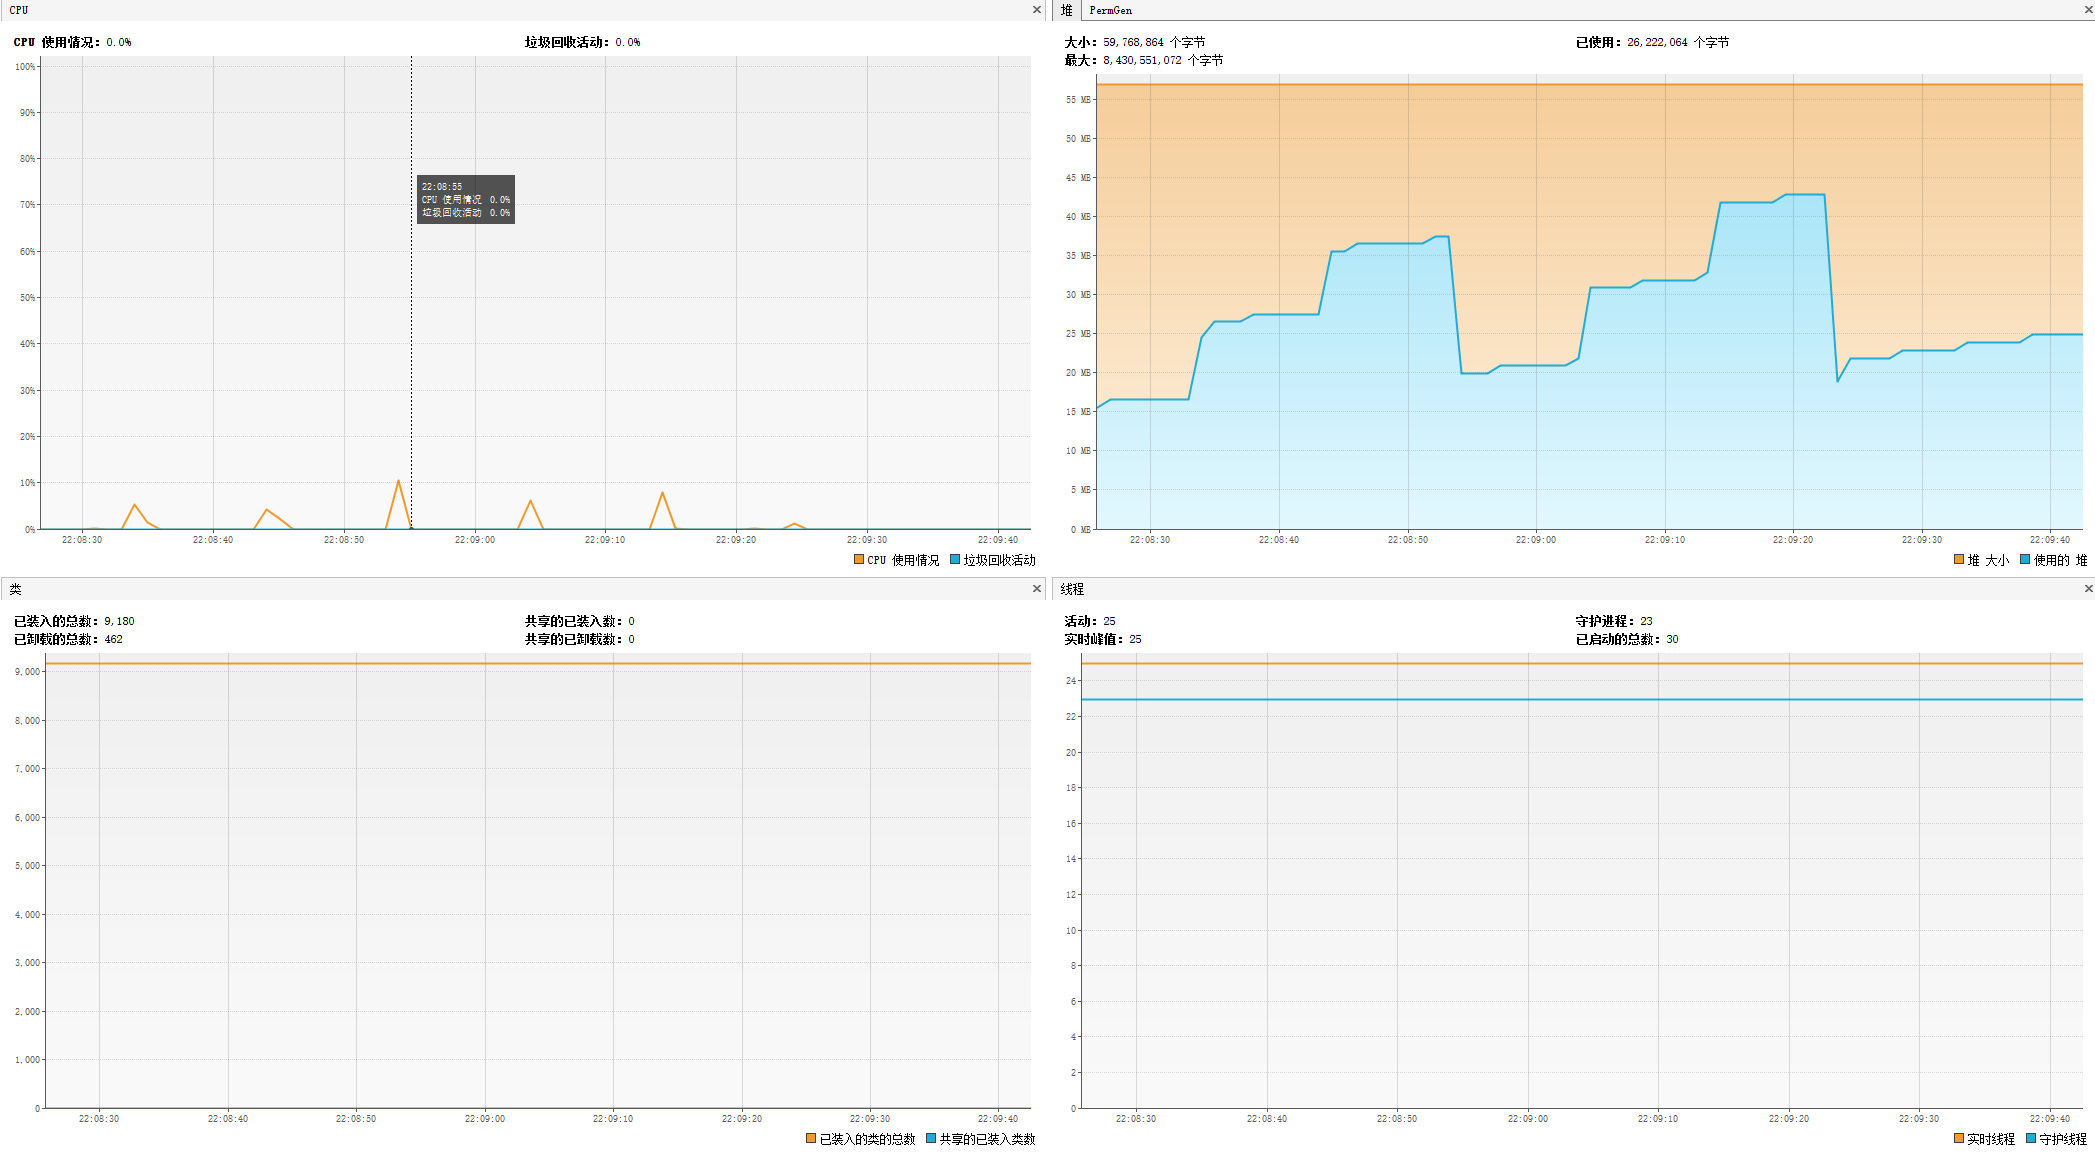 CPU
CPU 使用情况: 0.0%
垃圾回收活动: 0.0%
100%
90%
80%
70%
60%
50%
40%
30%
20%
10%
0%
22:08:55
CPU 使用情况 0.0%
垃圾回收活动 0.0%
22:08:30 22:08:40 22:08:50 22:09:00 22:09:10 22:09:20 22:09:30 22:09:40
CPU 使用情况 垃圾回收活动
堆 PermGen
大小: 59,768,864 个字节
已使用: 26,222,064 个字节
最大: 8,430,551,072 个字节
55 MB
50 MB
45 MB
40 MB
35 MB
30 MB
25 MB
20 MB
15 MB
10 MB
5 MB
0 MB
22:08:30 22:08:40 22:08:50 22:09:00 22:09:10 22:09:20 22:09:30 22:09:40
堆 大小 使用的 堆
类
已装入的总数: 9,180
共享的已装入数: 0
已卸载的总数: 462
共享的已卸载数: 0
9,000
8,000
7,000
6,000
5,000
4,000
3,000
2,000
1,000
0
22:08:30 22:08:40 22:08:50 22:09:00 22:09:10 22:09:20 22:09:30 22:09:40
已装入的类的总数 共享的已装入类数
线程
活动: 25
守护进程: 23
实时峰值: 25
已启动的总数: 30
24
22
20
18
16
14
12
10
8
6
4
2
0
22:08:30 22:08:40 22:08:50 22:09:00 22:09:10 22:09:20 22:09:30 22:09:40
实时线程 守护线程